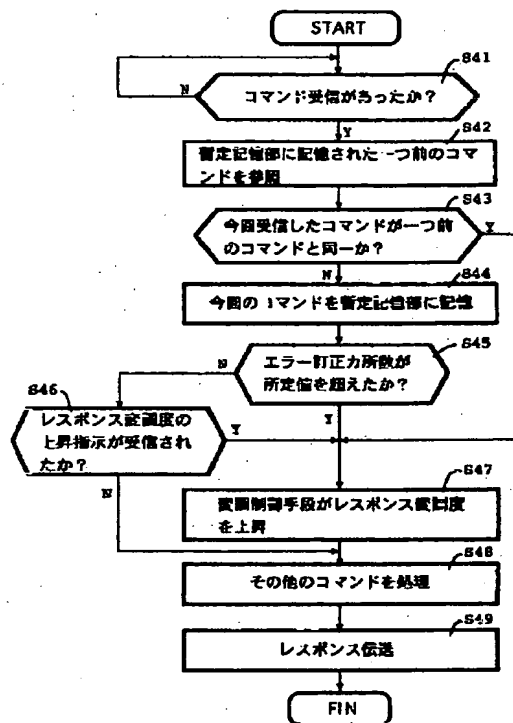 START
S41
コマンド受信があったか?
N
Y
S42
暫定記憶部に記憶された一つ前のコマ
ンドを参照
S43
今回受信したコマンドが一つ前
のコマンドと同一か?
Y
N
S44
今回のコマンドを暫定記憶部に記憶
S45
エラー訂正カ所数が
所定値を超えたか?
N
Y
S46
レスポンス変調度の
上昇指示が受信され
たか?
Y
N
S47
変調制御手段がレスポンス変調度
を上昇
S48
その他のコマンドを処理
S49
レスポンス伝送
FIN